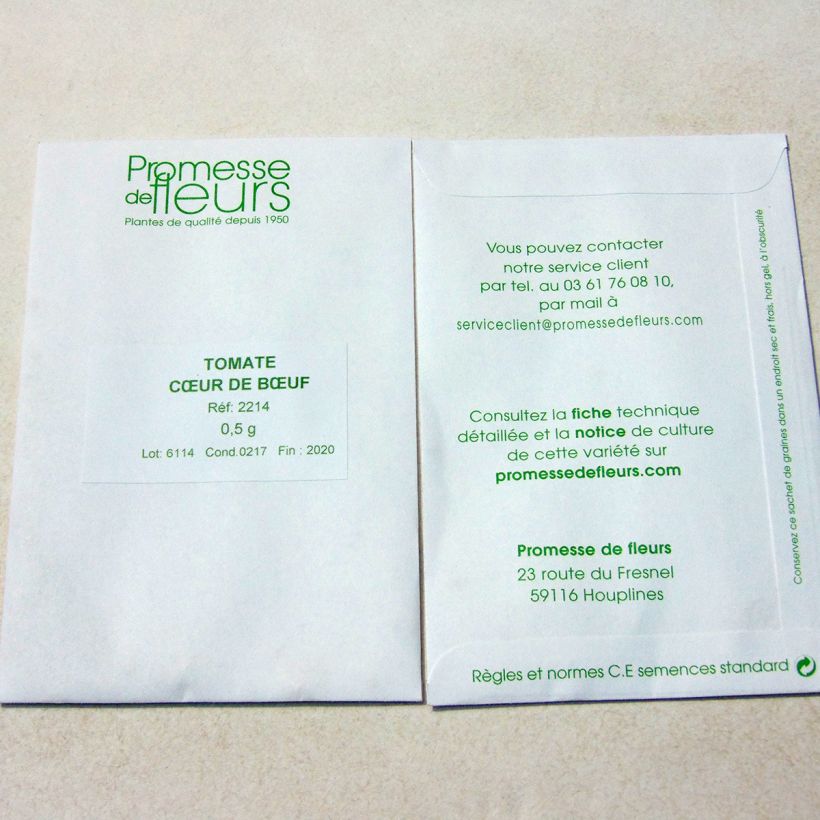 Promesse
de fleurs
Plantes de qualité depuis 1950
TOMATE
CŒUR DE BŒUF
Réf: 2214
0,5 g
Lot: 6114 Cond.0217 Fin : 2020
Vous pouvez contacter
notre service client
par tel. au 03 61 76 08 10,
par mail à
serviceclient@promessedefleurs.com
Consultez la fiche technique
détaillée et la notice de culture
de cette variété sur
promessedefleurs.com
Promesse de fleurs
23 route du Fresnel
59116 Houplines
Règles et normes C.E semences standard
Conservez ce sachet de graines dans un endroit sec et frais, hors gel, à l'obscurité